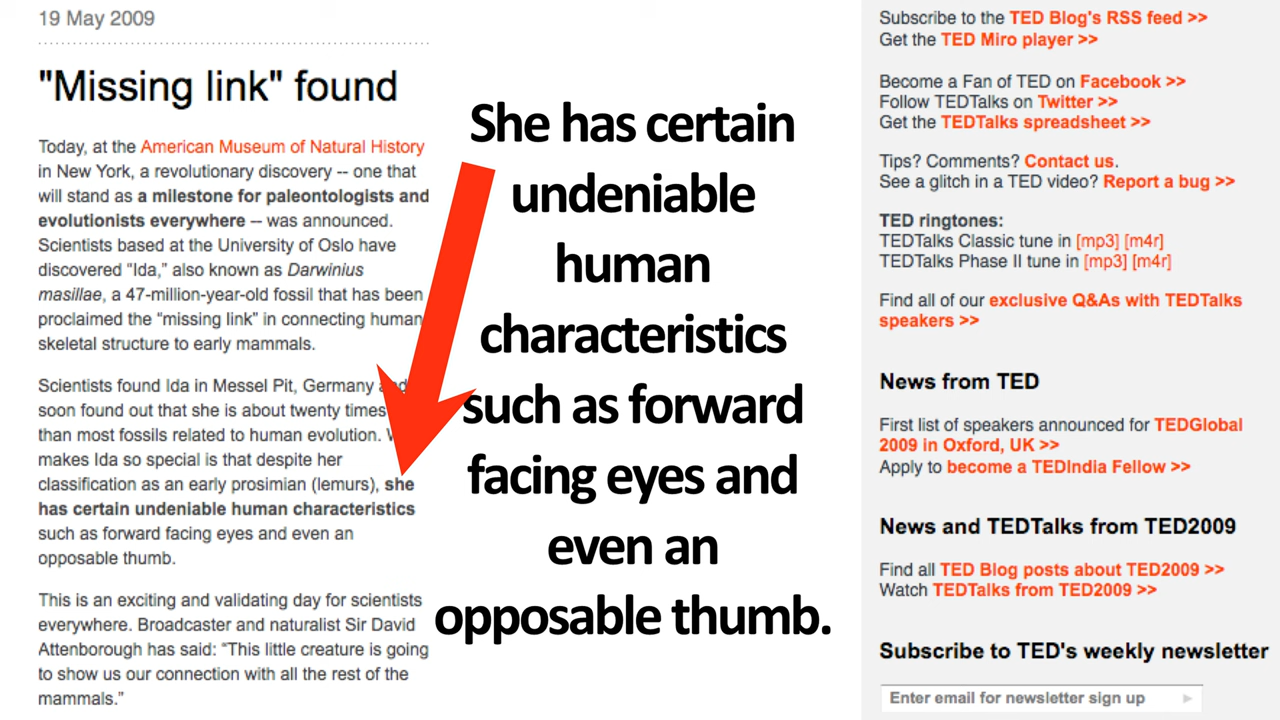 19 May 2009
"Missing link" found
Today, at the American Museum of Natural History
in New York, a revolutionary discovery -- one that
will stand as a milestone for paleontologists and
evolutionists everywhere -- was announced.
Scientists based at the University of Oslo have
discovered “Ida,” also known as Darwinius
masillae, a 47-million-year-old fossil that has been
proclaimed the “missing link” in connecting human
skeletal structure to early mammals.
Scientists found Ida in Messel Pit, Germany and
soon found out that she is about twenty times
than most fossils related to human evolution.
makes Ida so special is that despite her
classification as an early prosimian (lemurs), she
has certain undeniable human characteristics
such as forward facing eyes and even an
opposable thumb.
This is an exciting and validating day for scientists
everywhere. Broadcaster and naturalist Sir David
Attenborough has said: “This little creature is going
to show us our connection with all the rest of the
mammals.”
She has certain
undeniable
human
characteristics
such as forward
facing eyes and
even an
opposable thumb.
Subscribe to the TED Blog's RSS feed >>
Get the TED Miro player >>
Become a Fan of TED on Facebook >>
Follow TEDTalks on Twitter >>
Get the TEDTalks spreadsheet >>
Tips? Comments? Contact us.
See a glitch in a TED video? Report a bug >>
TED ringtones:
TEDTalks Classic tune in [mp3] [m4r]
TEDTalks Phase II tune in [mp3] [m4r]
Find all of our exclusive Q&As with TEDTalks
speakers >>
News from TED
First list of speakers announced for TEDGlobal
2009 in Oxford, UK >>
Apply to become a TEDIndia Fellow >>
News and TEDTalks from TED2009
Find all TED Blog posts about TED2009 >>
Watch TEDTalks from TED2009 >>
Subscribe to TED's weekly newsletter
Enter email for newsletter sign up